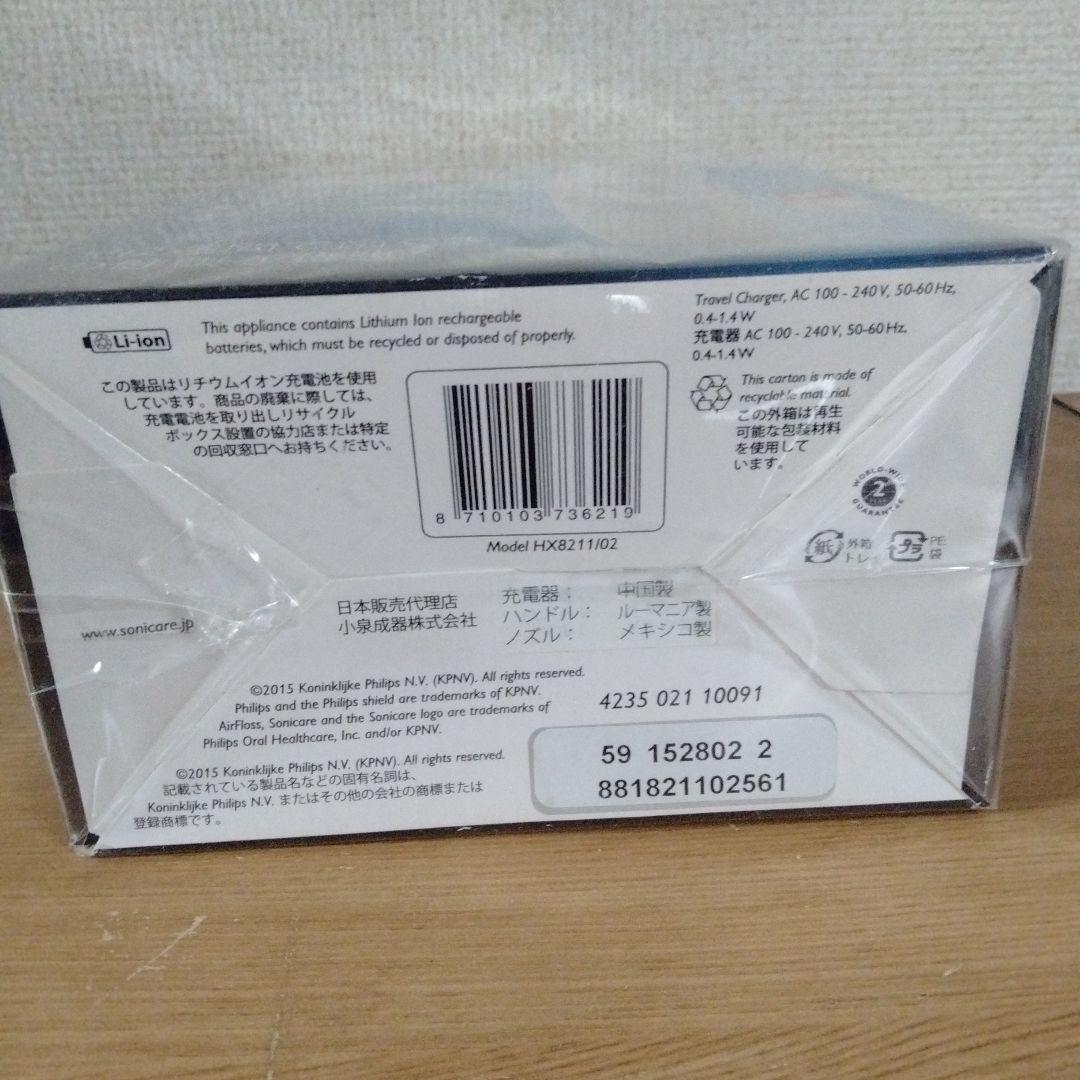 Li-ion
This appliance contains Lithium Ion rechargeable
batteries, which must be recycled or disposed of properly.
この製品はリチウムイオン充電池を使用
しています。商品の廃棄に際しては、
充電電池を取り出しリサイクル
ボックス設置の協力店または特定
の回収窓口へお持ちください。
8 710103 736219
Model HX8211/02
Travel Charger, AC 100 - 240 V, 50-60 Hz,
0.4-1.4 W
充電器 AC 100 - 240 V, 50-60 Hz,
0.4-1.4 W
This carton is made of
recyclable material.
この外箱は再生
可能な包装材料
を使用して
います。
WORLD-WIDE
2
GUARANTEE
紙 外箱
トレー
プラ PE
袋
www.sonicare.jp
日本販売代理店
小泉成器株式会社
充電器： 中国製
ハンドル： ルーマニア製
ノズル： メキシコ製
©2015 Koninklijke Philips N.V. (KPNV). All rights reserved.
Philips and the Philips shield are trademarks of KPNV.
AirFloss, Sonicare and the Sonicare logo are trademarks of
Philips Oral Healthcare, Inc. and/or KPNV.
©2015 Koninklijke Philips N.V. (KPNV). All rights reserved.
記載されている製品名などの固有名詞は、
Koninklijke Philips N.V. またはその他の会社の商標または
登録商標です。
4235 021 10091
59 152802 2
881821102561